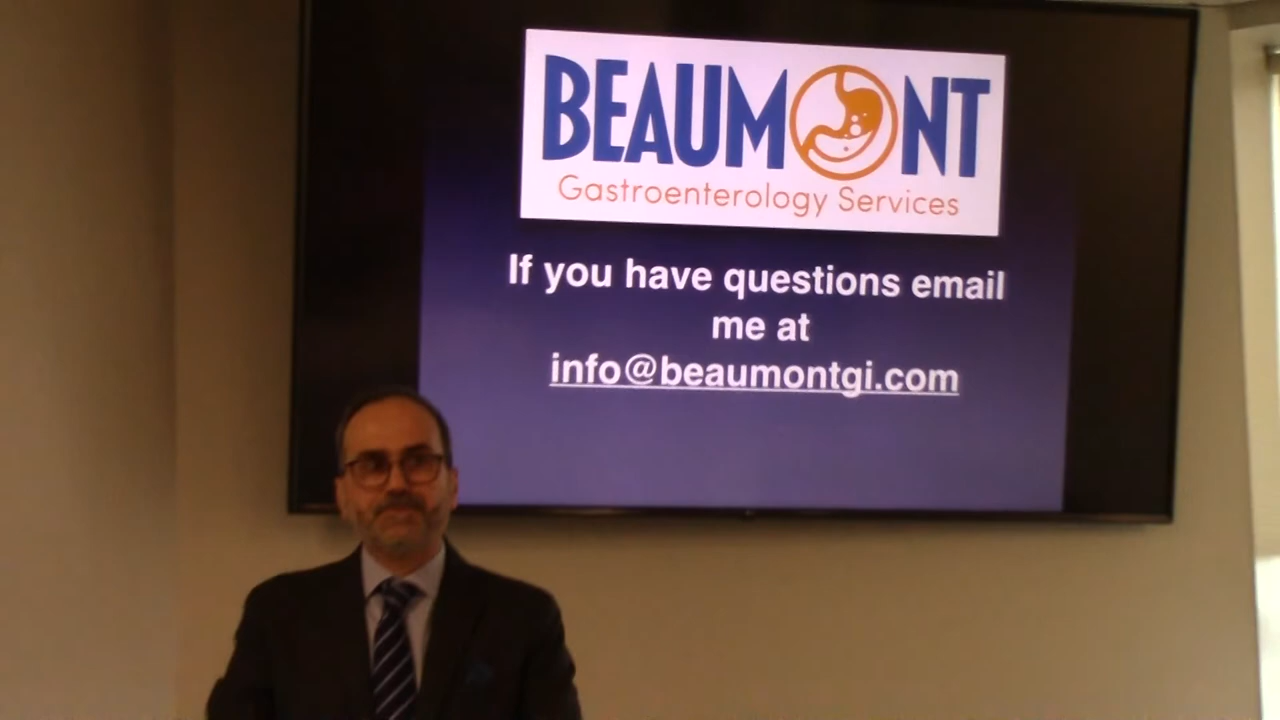 BEAUMONT
Gastroenterology Services
If you have questions email
me at
info@beaumontgi.com